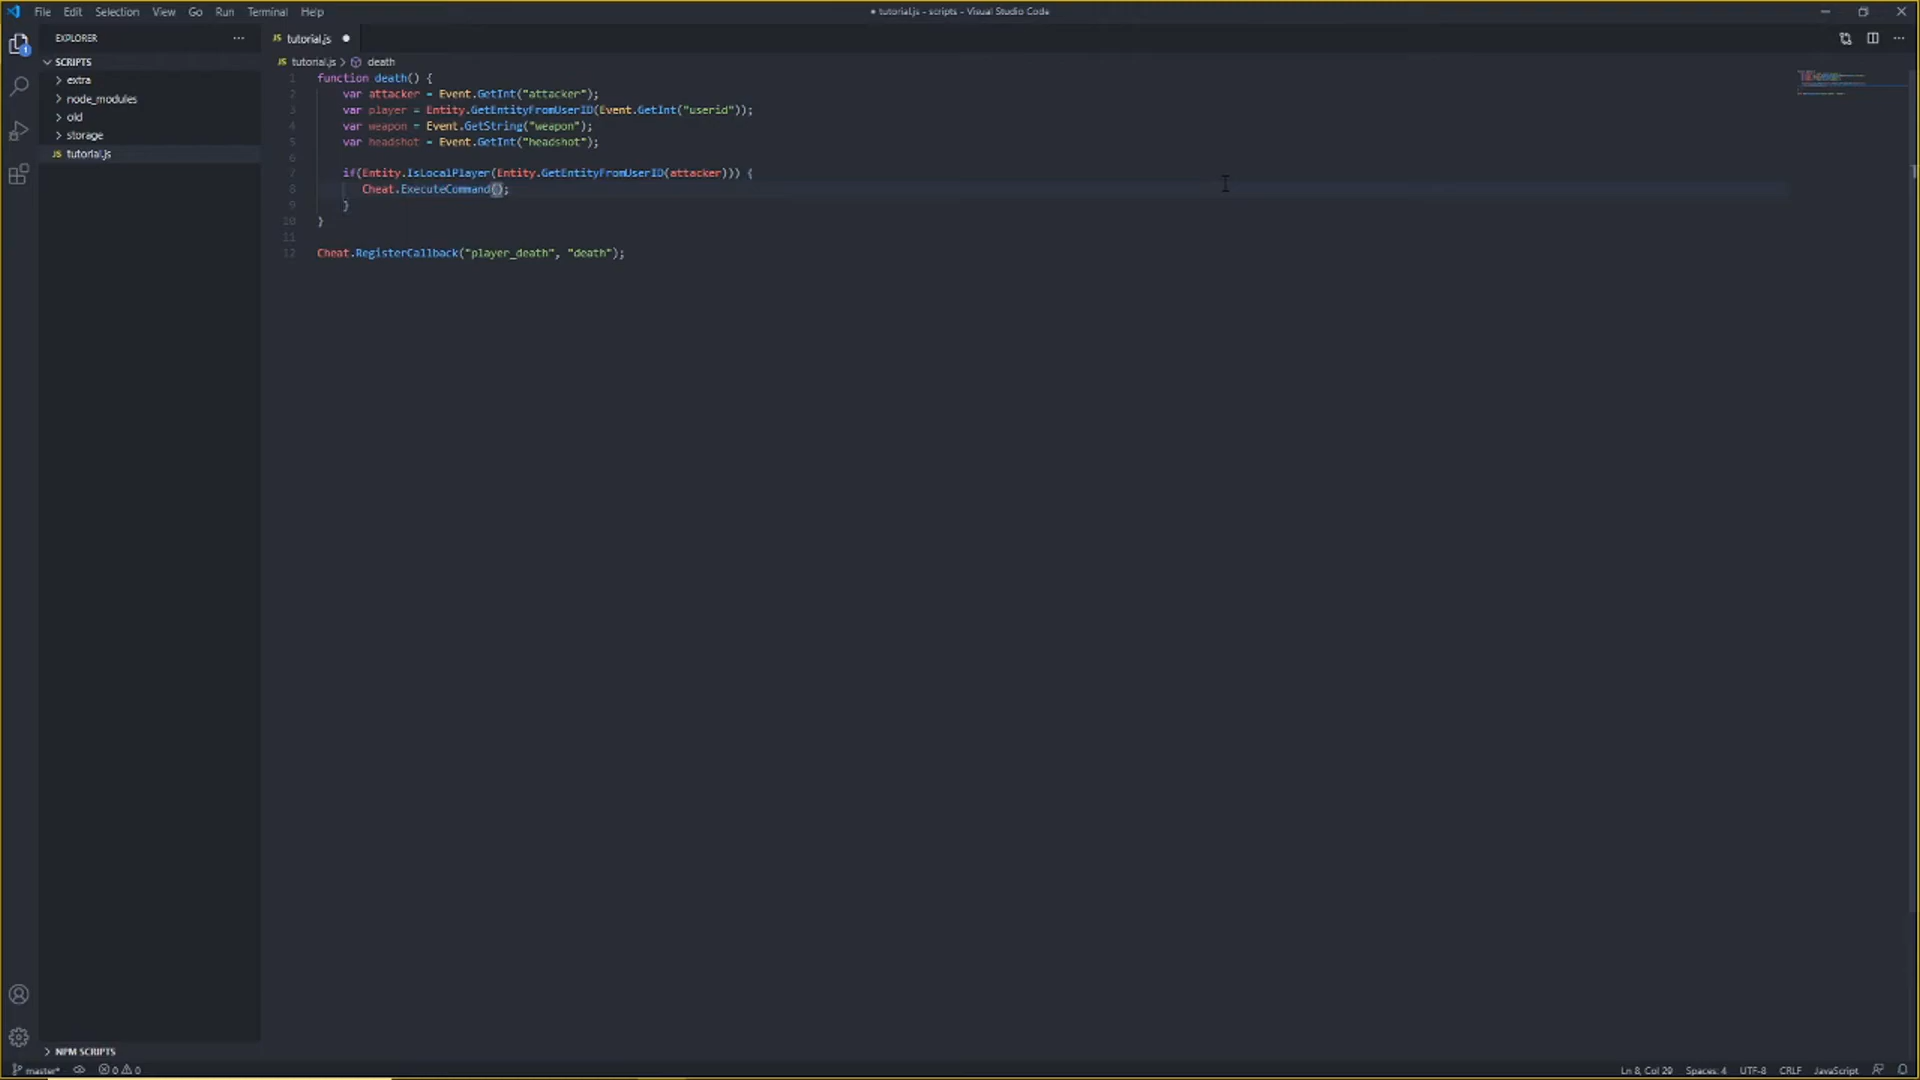 File Edit Selection View Go Run Terminal Help
● tutorial.js - scripts - Visual Studio Code
EXPLORER
SCRIPTS
extra
node_modules
old
storage
JS tutorial.js
NPM SCRIPTS
JS tutorial.js ●
JS tutorial.js > death
1 function death() {
2 var attacker = Event.GetInt("attacker");
3 var player = Entity.GetEntityFromUserID(Event.GetInt("userid"));
4 var weapon = Event.GetString("weapon");
5 var headshot = Event.GetInt("headshot");
6
7 if(Entity.IsLocalPlayer(Entity.GetEntityFromUserID(attacker))) {
8 Cheat.ExecuteCommand();
9 }
10 }
11
12 Cheat.RegisterCallback("player_death", "death");
master* 0 0 Ln 8, Col 29 Spaces: 4 UTF-8 CRLF JavaScript